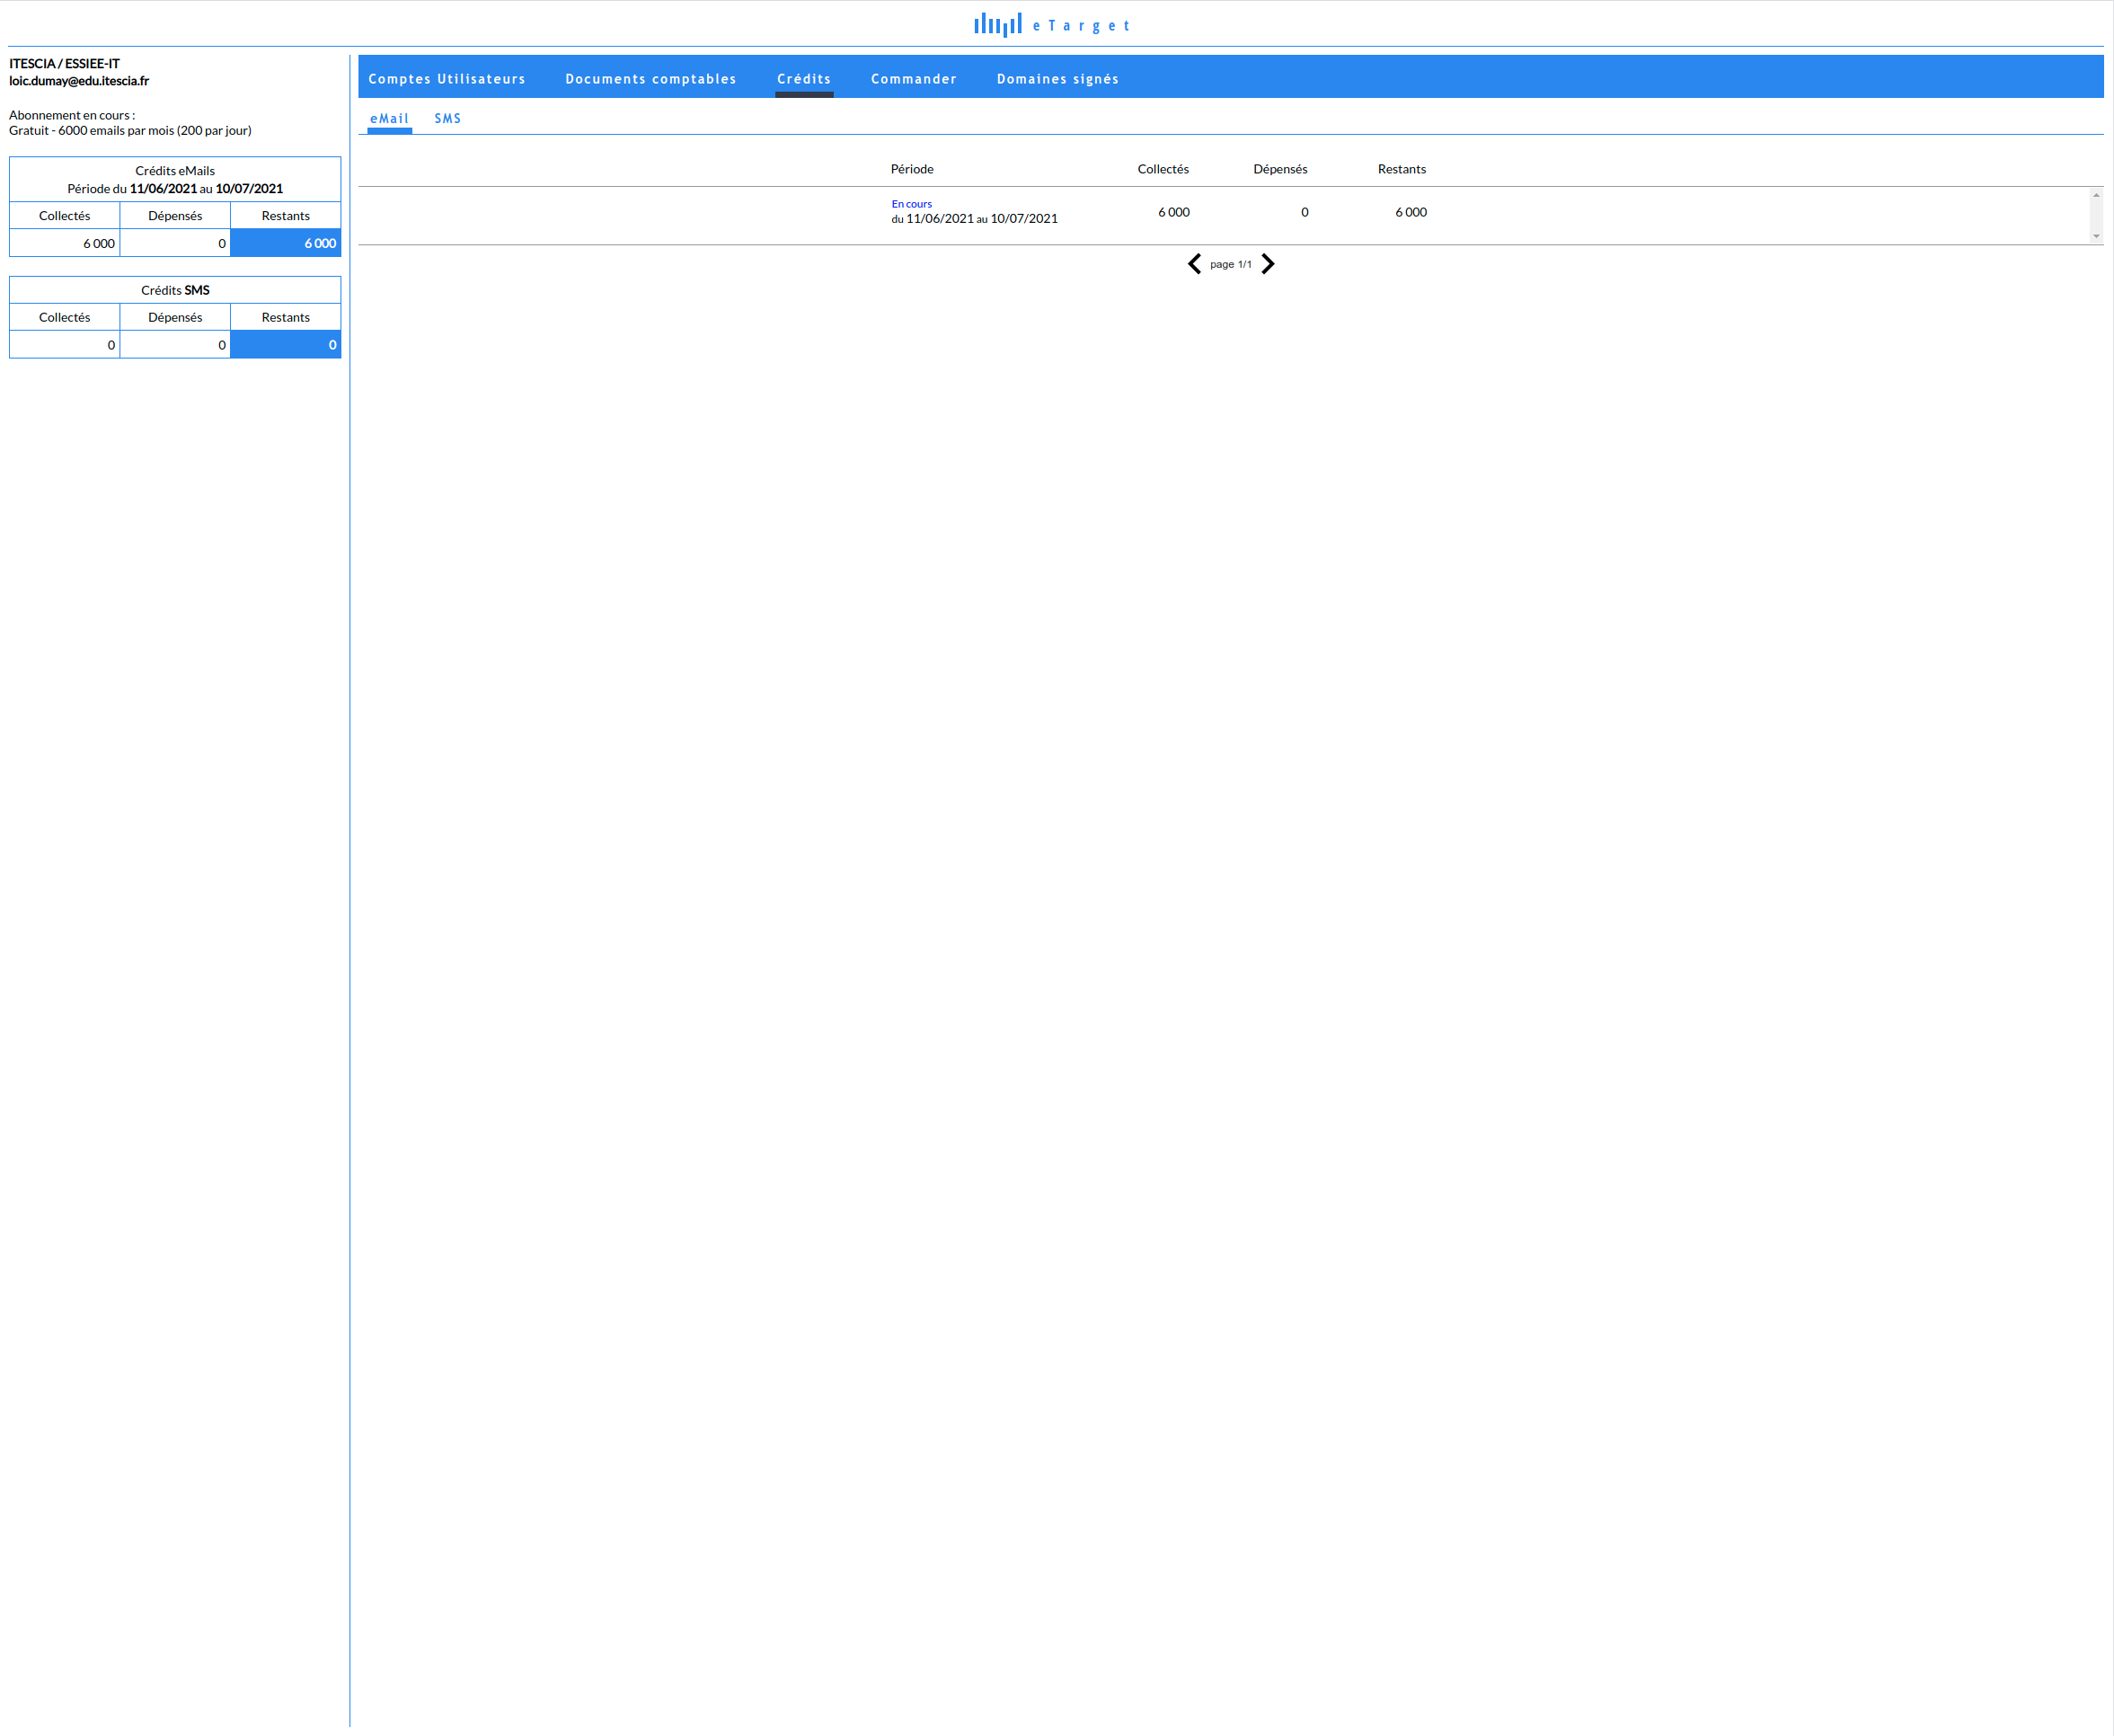 eTarget
ITESCIA / ESSIEE-IT
loic.dumay@edu.itescia.fr
Abonnement en cours :
Gratuit - 6000 emails par mois (200 par jour)
Crédits eMails
Période du 11/06/2021 au 10/07/2021
Collectés Dépensés Restants
6 000 0 6 000
Crédits SMS
Collectés Dépensés Restants
0 0 0
Comptes Utilisateurs Documents comptables Crédits Commander Domaines signés
eMail SMS
Période Collectés Dépensés Restants
En cours
du 11/06/2021 au 10/07/2021 6 000 0 6 000
page 1/1